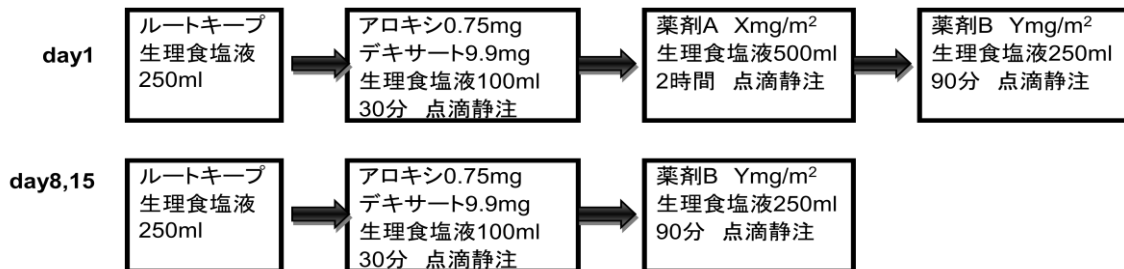 day1
ルートキープ
生理食塩液
250ml
アロキシ0.75mg
デキサート9.9mg
生理食塩液100ml
30分　点滴静注
薬剤A　Xmg/m²
生理食塩液500ml
2時間　点滴静注
薬剤B　Ymg/m²
生理食塩液250ml
90分　点滴静注
day8,15
ルートキープ
生理食塩液
250ml
アロキシ0.75mg
デキサート9.9mg
生理食塩液100ml
30分　点滴静注
薬剤B　Ymg/m²
生理食塩液250ml
90分　点滴静注